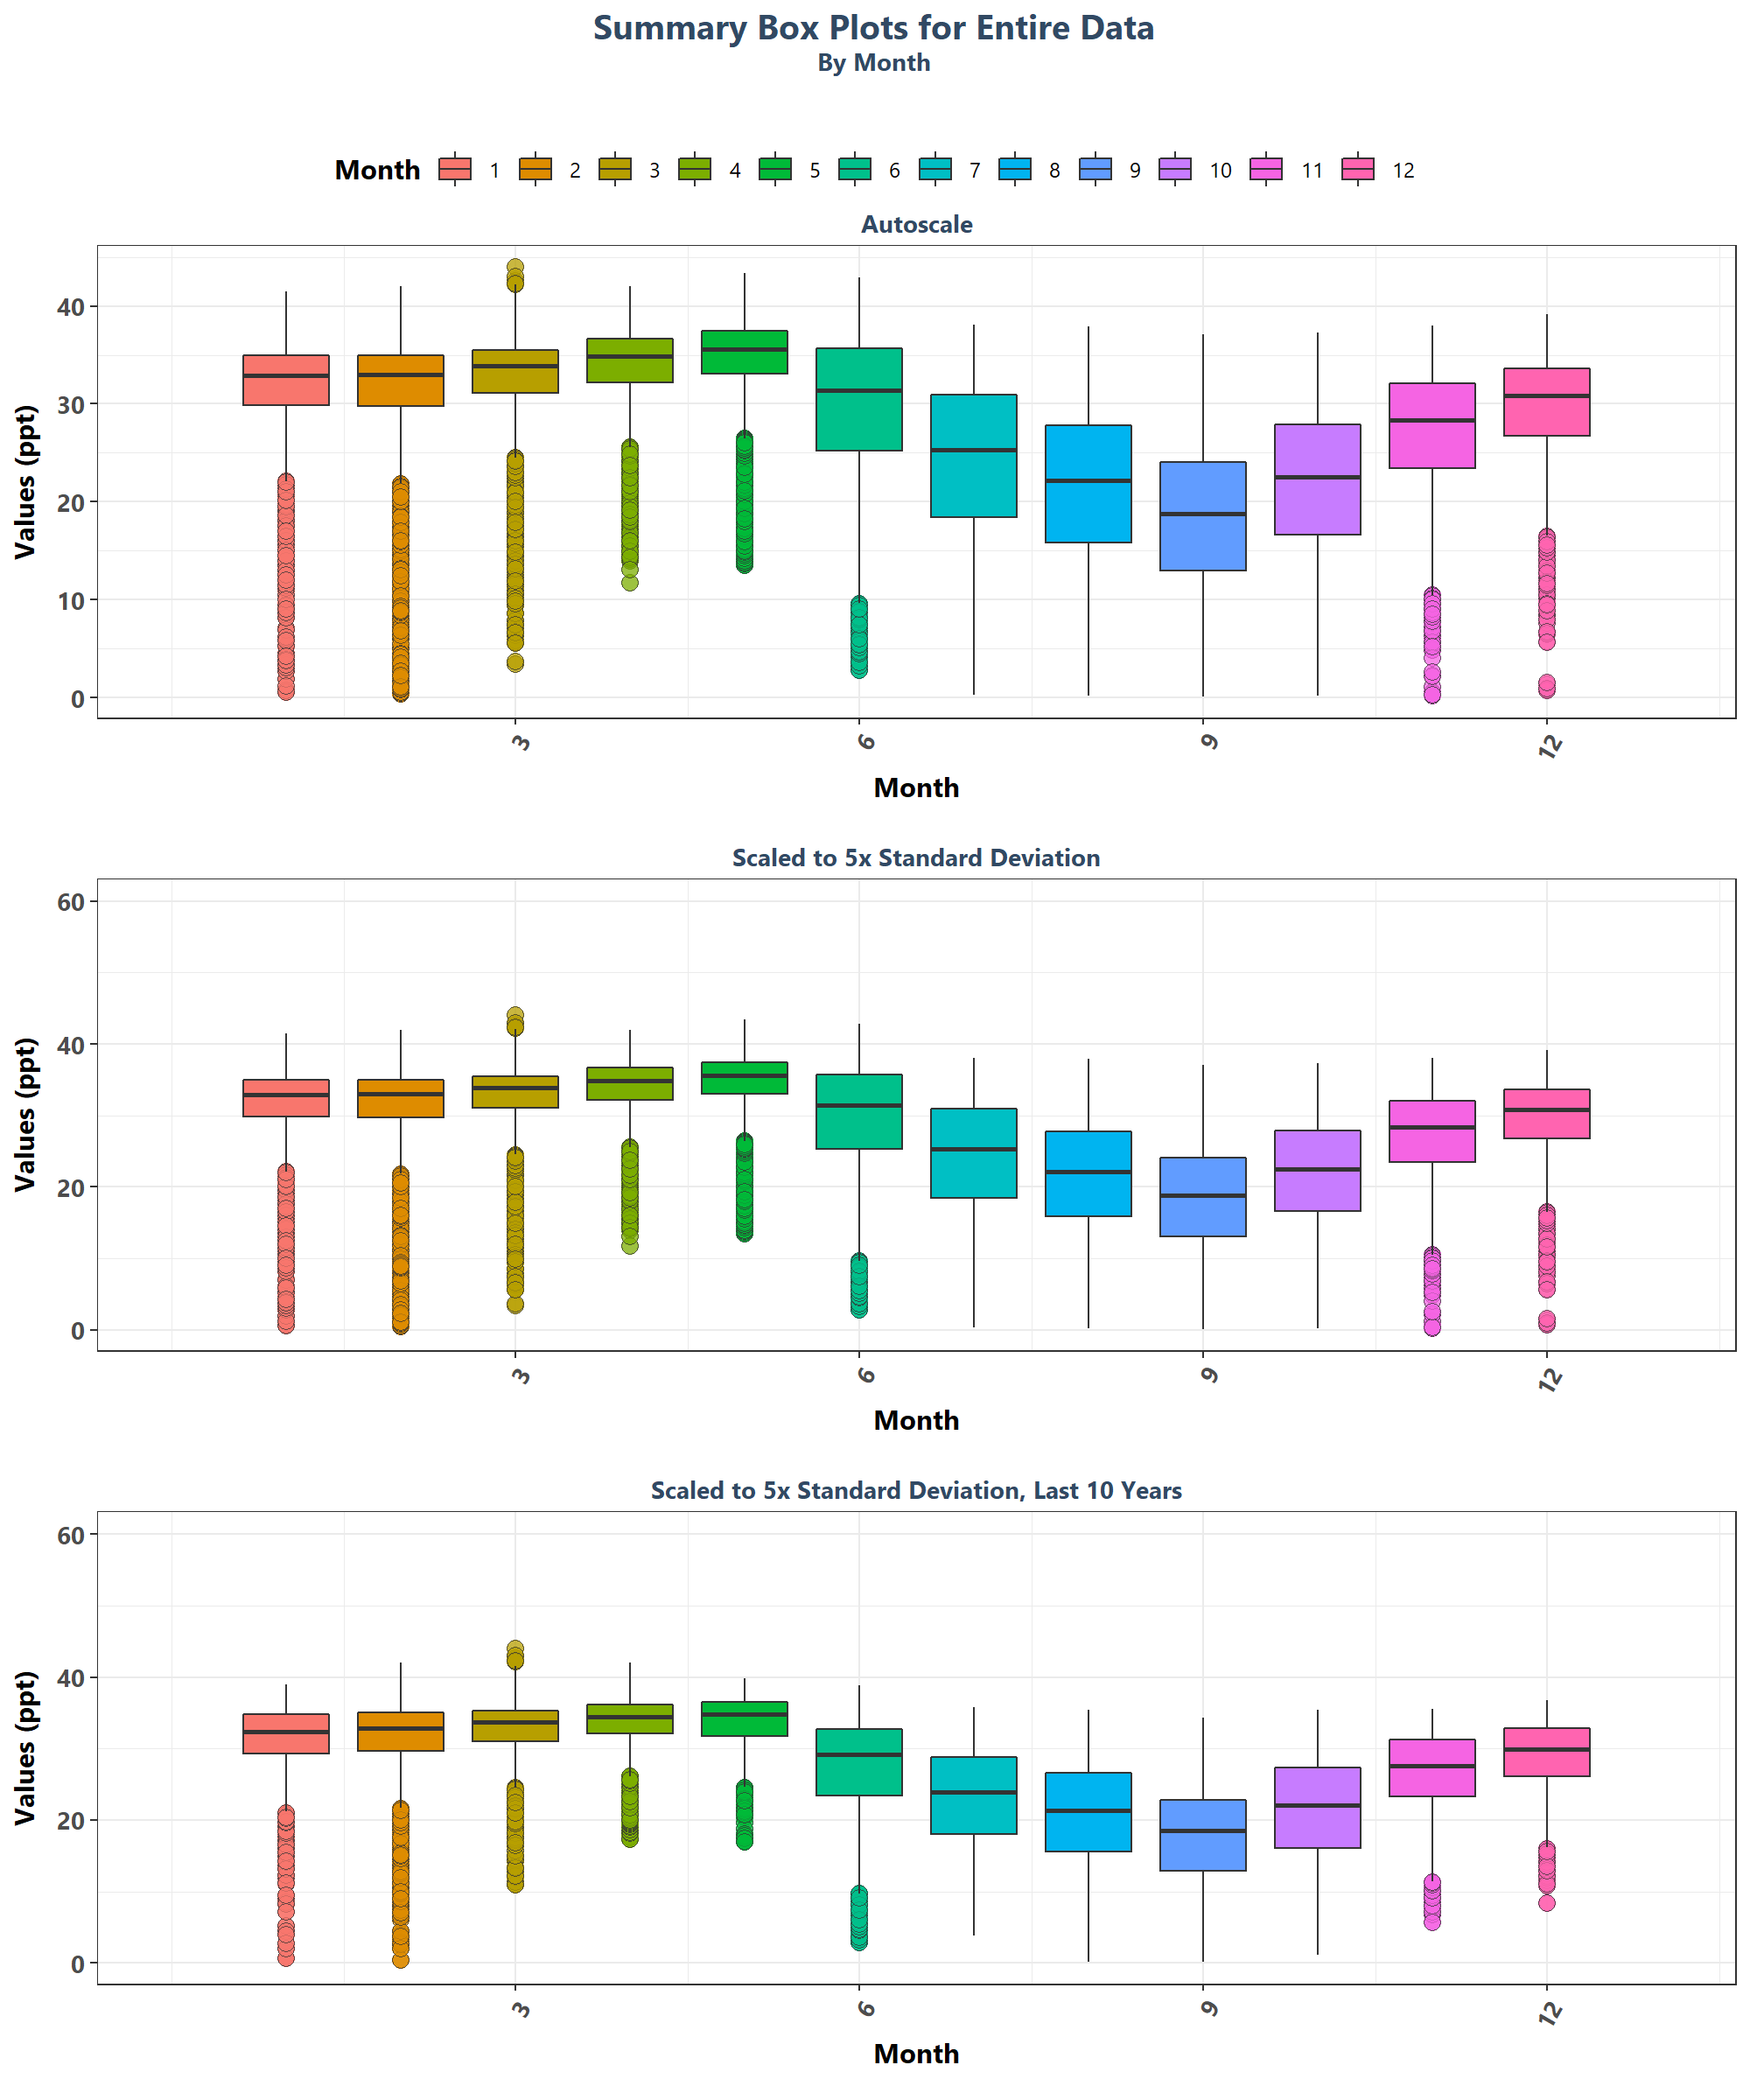 Summary Box Plots for Entire Data
By Month
Month 1 2 3 4 5 6 7 8 9 10 11 12
Autoscale
Values (ppt)
40
30
20
10
0
3 6 9 12
Month
Scaled to 5x Standard Deviation
Values (ppt)
60
40
20
0
3 6 9 12
Month
Scaled to 5x Standard Deviation, Last 10 Years
Values (ppt)
60
40
20
0
3 6 9 12
Month